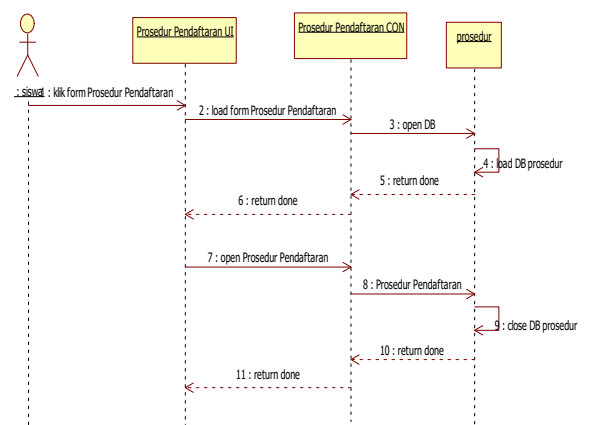 Prosedur Pendaftaran UI
Prosedur Pendaftaran CON
prosedur
: siswa
1 : klik form Prosedur Pendaftaran
2 : load form Prosedur Pendaftaran
3 : open DB
4 : load DB prosedur
5 : return done
6 : return done
7 : open Prosedur Pendaftaran
8 : Prosedur Pendaftaran
9 : close DB prosedur
10 : return done
11 : return done